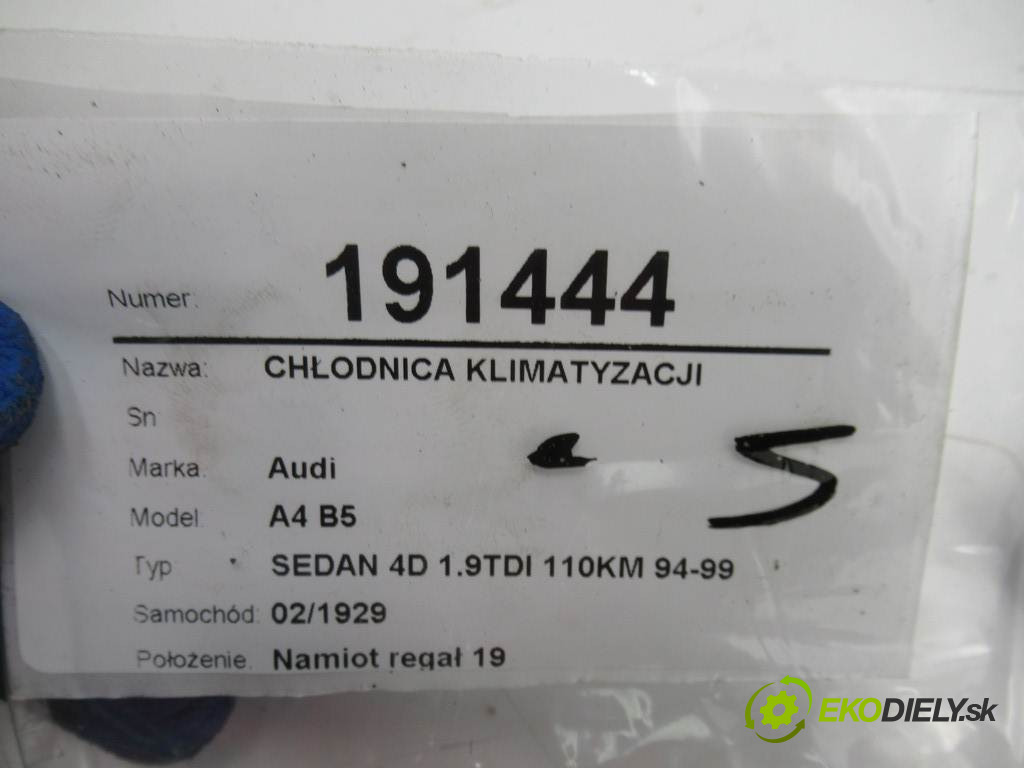 Numer: 191444
Nazwa: CHŁODNICA KLIMATYZACJI
Sn
Marka: Audi
Model: A4 B5
Typ SEDAN 4D 1.9TDI 110KM 94-99
Samochód: 02/1929
Położenie. Namiot regał 19
5
EKODIELY.sk